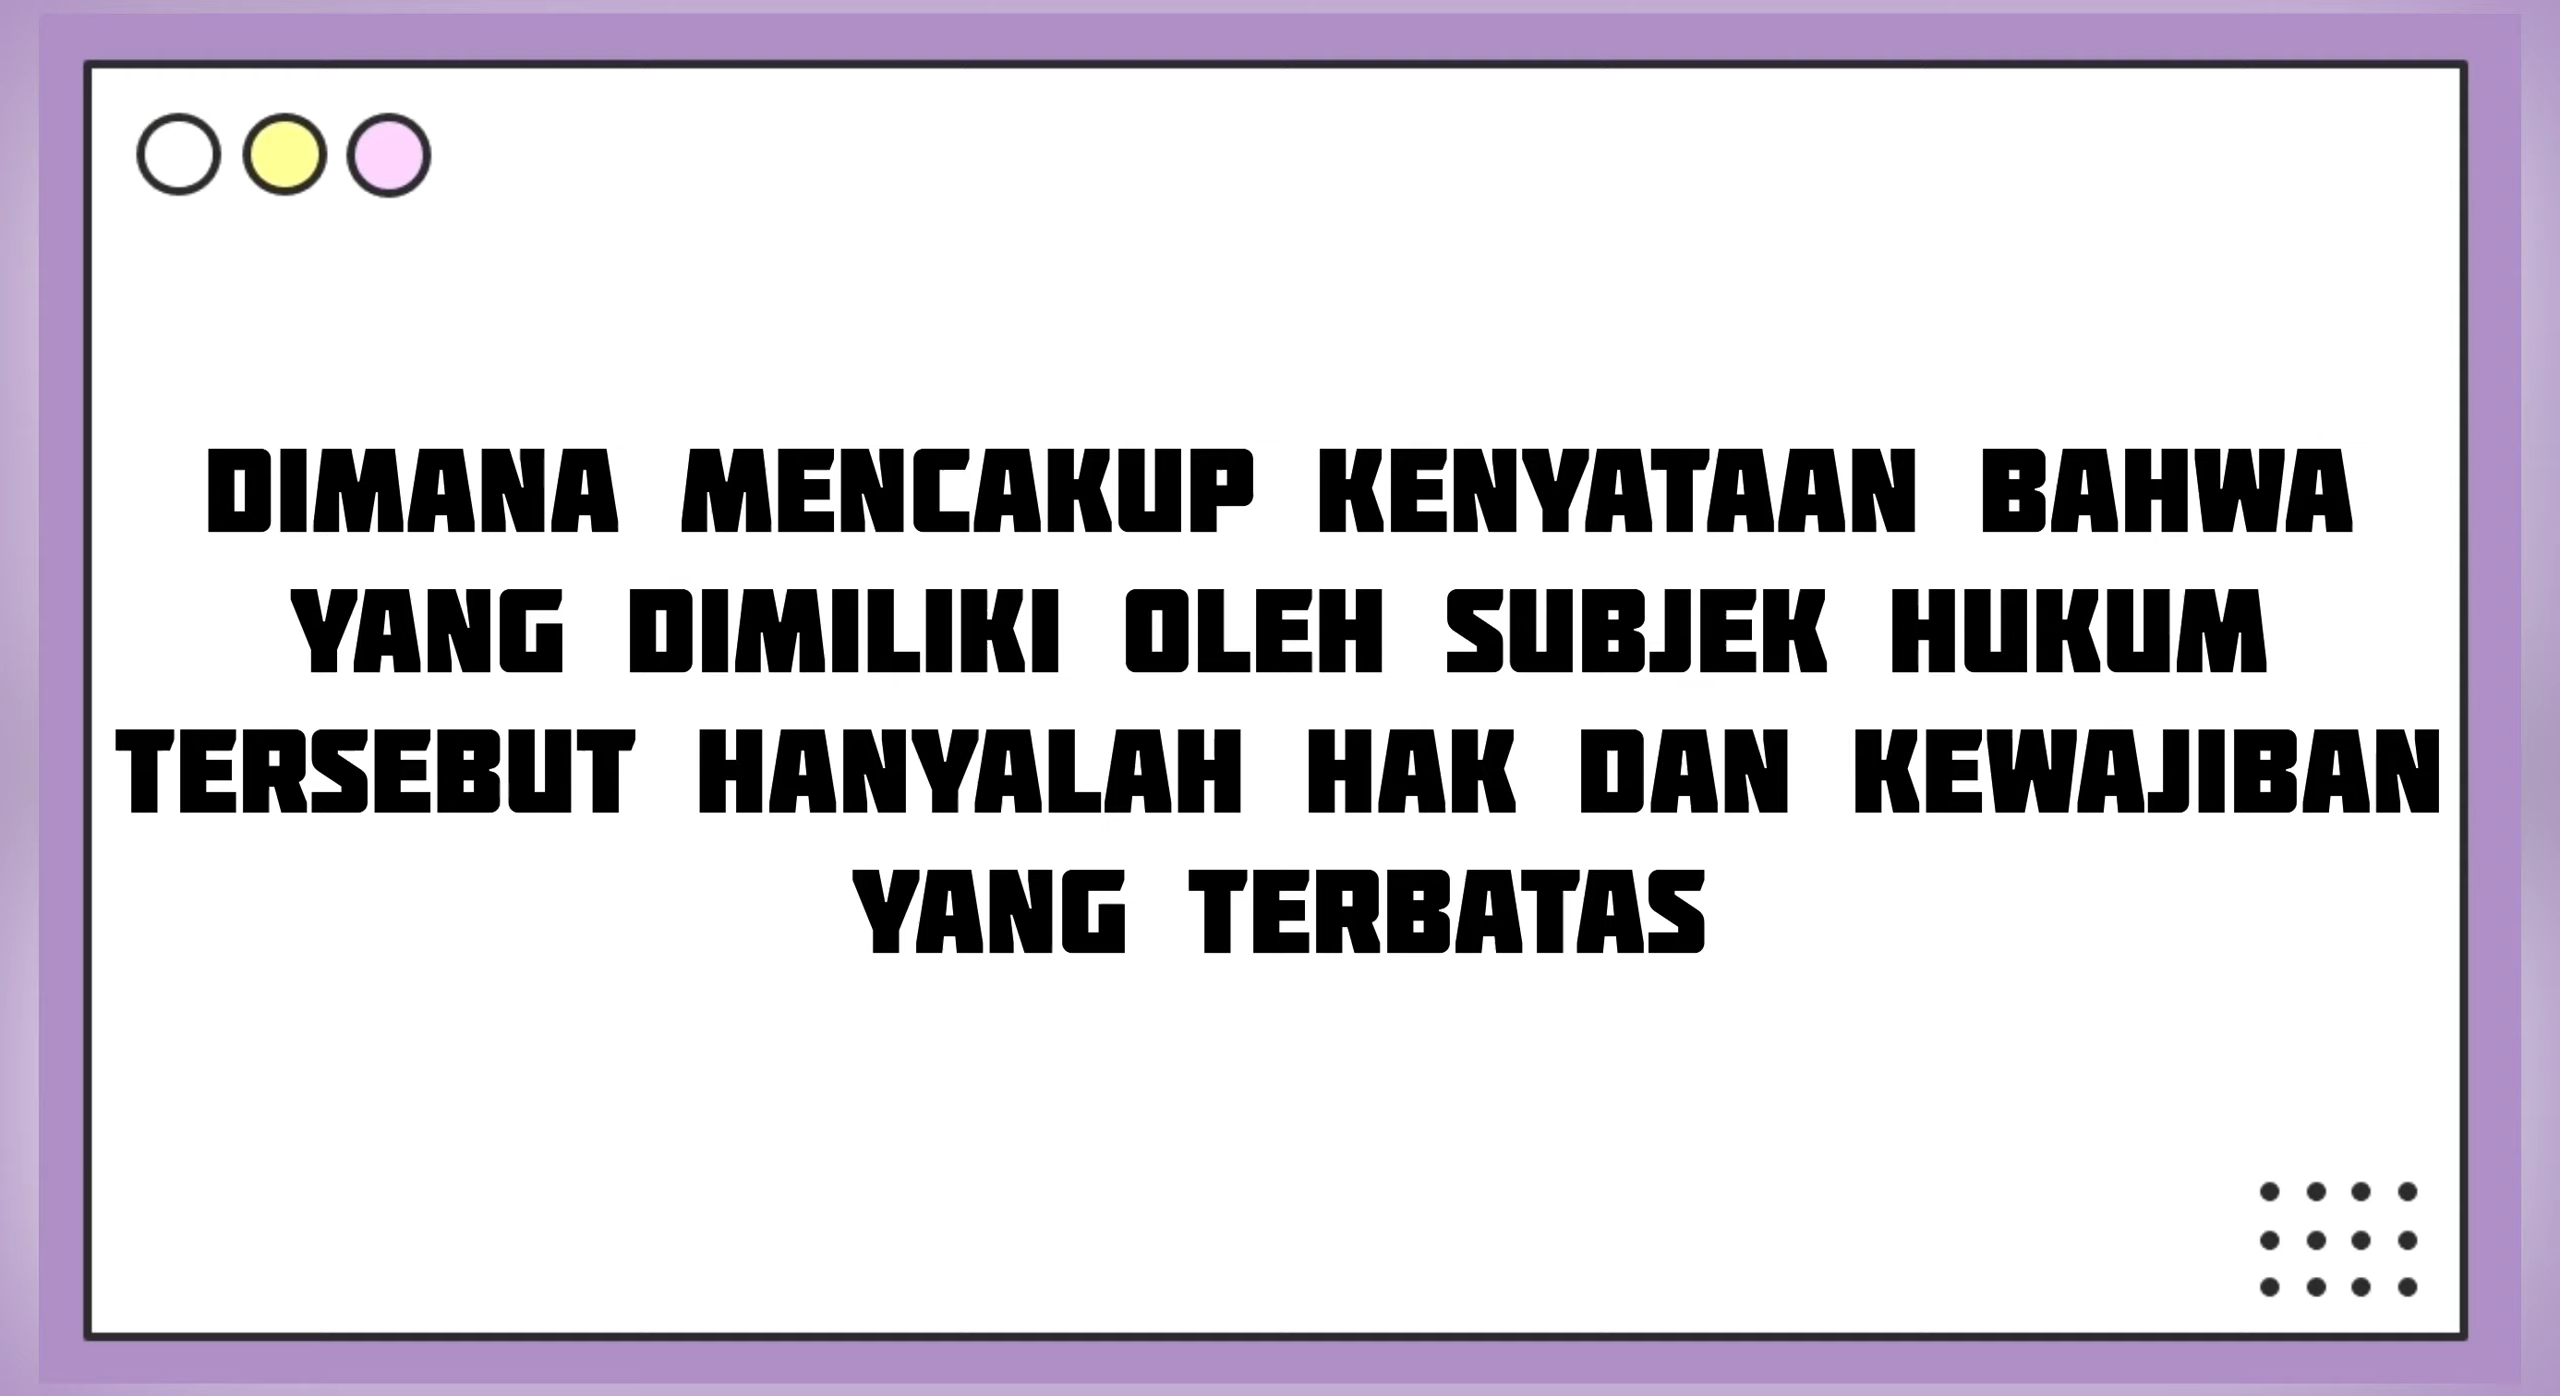 DIMANA MENCAKUP KENYATAAN BAHWA
YANG DIMILIKI OLEH SUBJEK HUKUM
TERSEBUT HANYALAH HAK DAN KEWAJIBAN
YANG TERBATAS